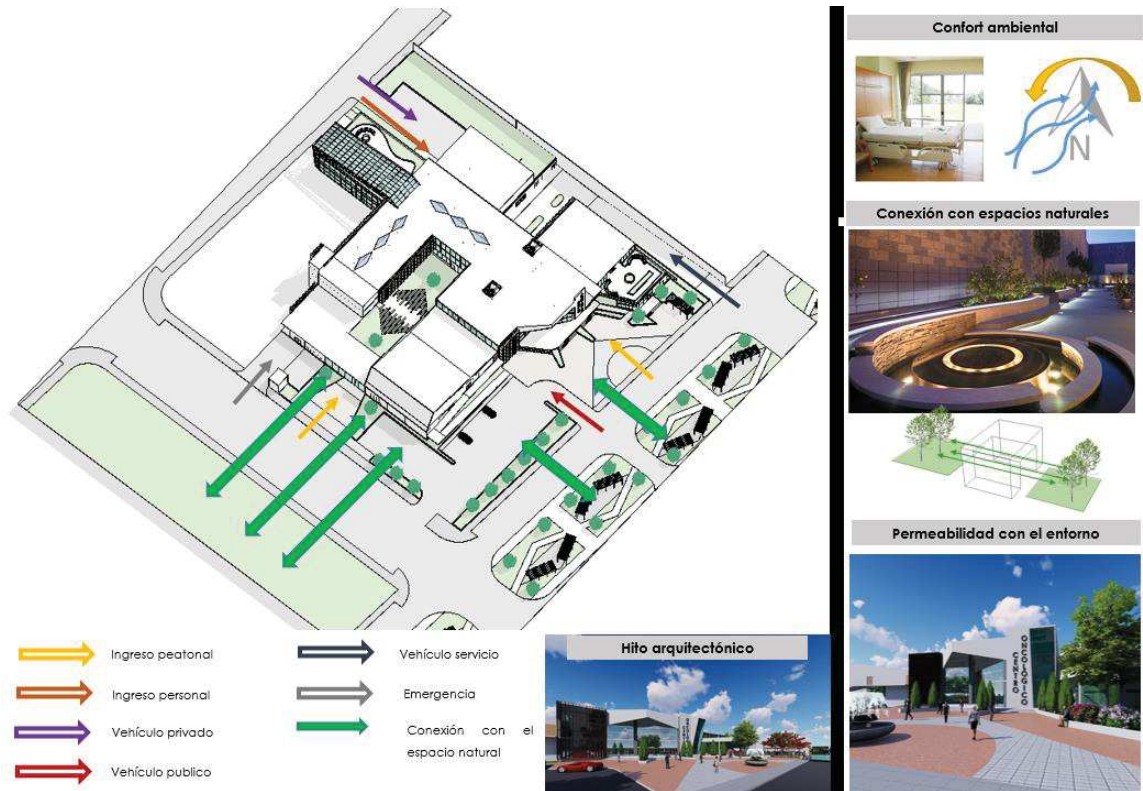 Confort ambiental
N
Conexión con espacios naturales
Permeabilidad con el entorno
CENTRO
ONCOLOGICO
Hito arquitectónico
Ingreso peatonal
Ingreso personal
Vehículo privado
Vehículo publico
Vehículo servicio
Emergencia
Conexión con el
espacio natural